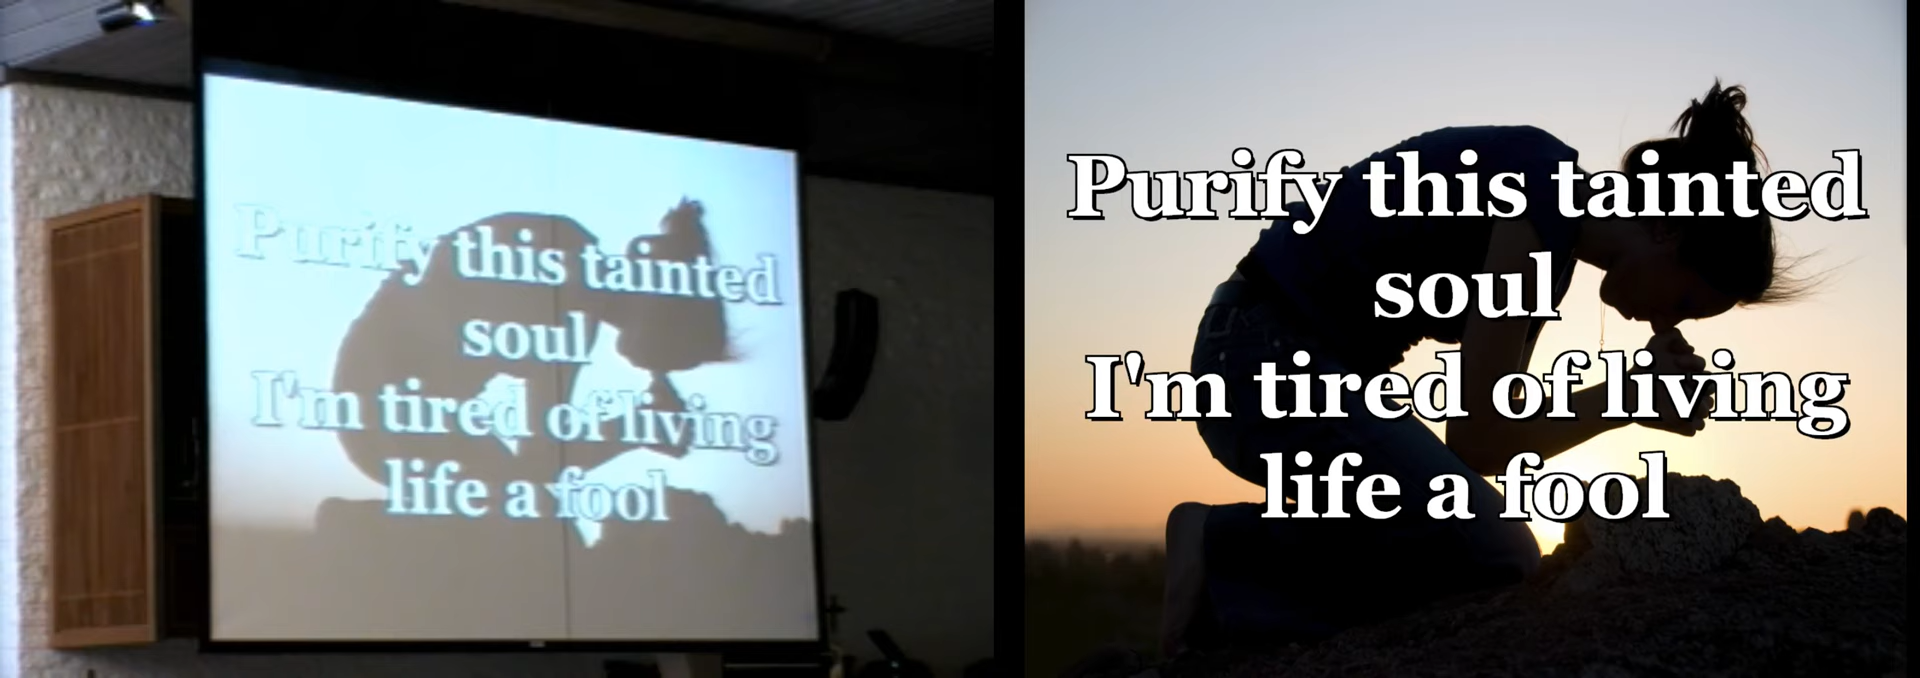 Purify this tainted
soul
I'm tired of living
life a fool
Purify this tainted
soul
I'm tired of living
life a fool